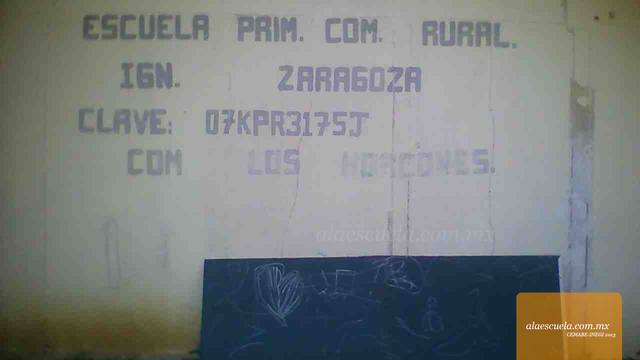 ESCUELA PRIM. COM. RURAL.
IGN. ZARAGOZA
CLAVE: 07KPR3175J
COM LOS HORCONES.
alaescuela.com.mx
alaescuela.com.mx
CEMABE-INEGI 2013